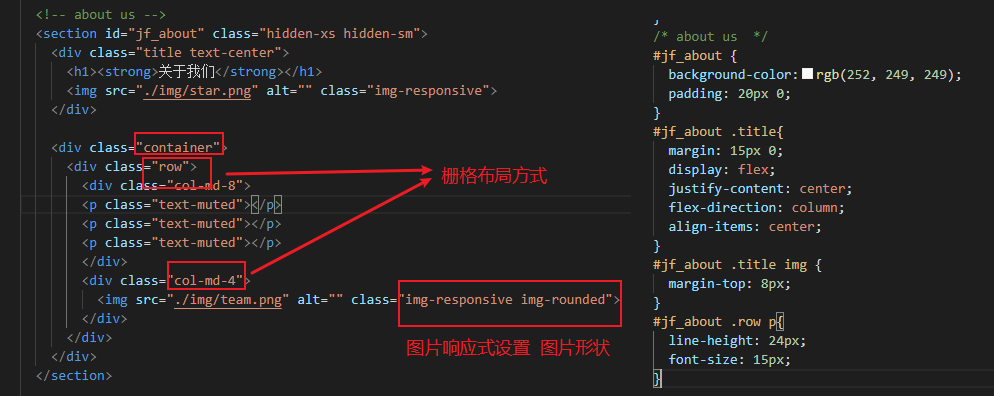 <!-- about us -->
<section id="jf_about" class="hidden-xs hidden-sm">
<div class="title text-center">
<h1><strong>关于我们</strong></h1>
<img src="./img/star.png" alt="" class="img-responsive">
</div>
<div class="container">
<div class="row">
<div class="col-md-8">
<p class="text-muted"></p>
<p class="text-muted"></p>
<p class="text-muted"></p>
</div>
<div class="col-md-4">
<img src="./img/team.png" alt="" class="img-responsive img-rounded">
</div>
</div>
</div>
</section>
栅格布局方式
图片响应式设置 图片形状
}
/* about us  */
#jf_about {
background-color: rgb(252, 249, 249);
padding: 20px 0;
}
#jf_about .title{
margin: 15px 0;
display: flex;
justify-content: center;
flex-direction: column;
align-items: center;
}
#jf_about .title img {
margin-top: 8px;
}
#jf_about .row p{
line-height: 24px;
font-size: 15px;
}